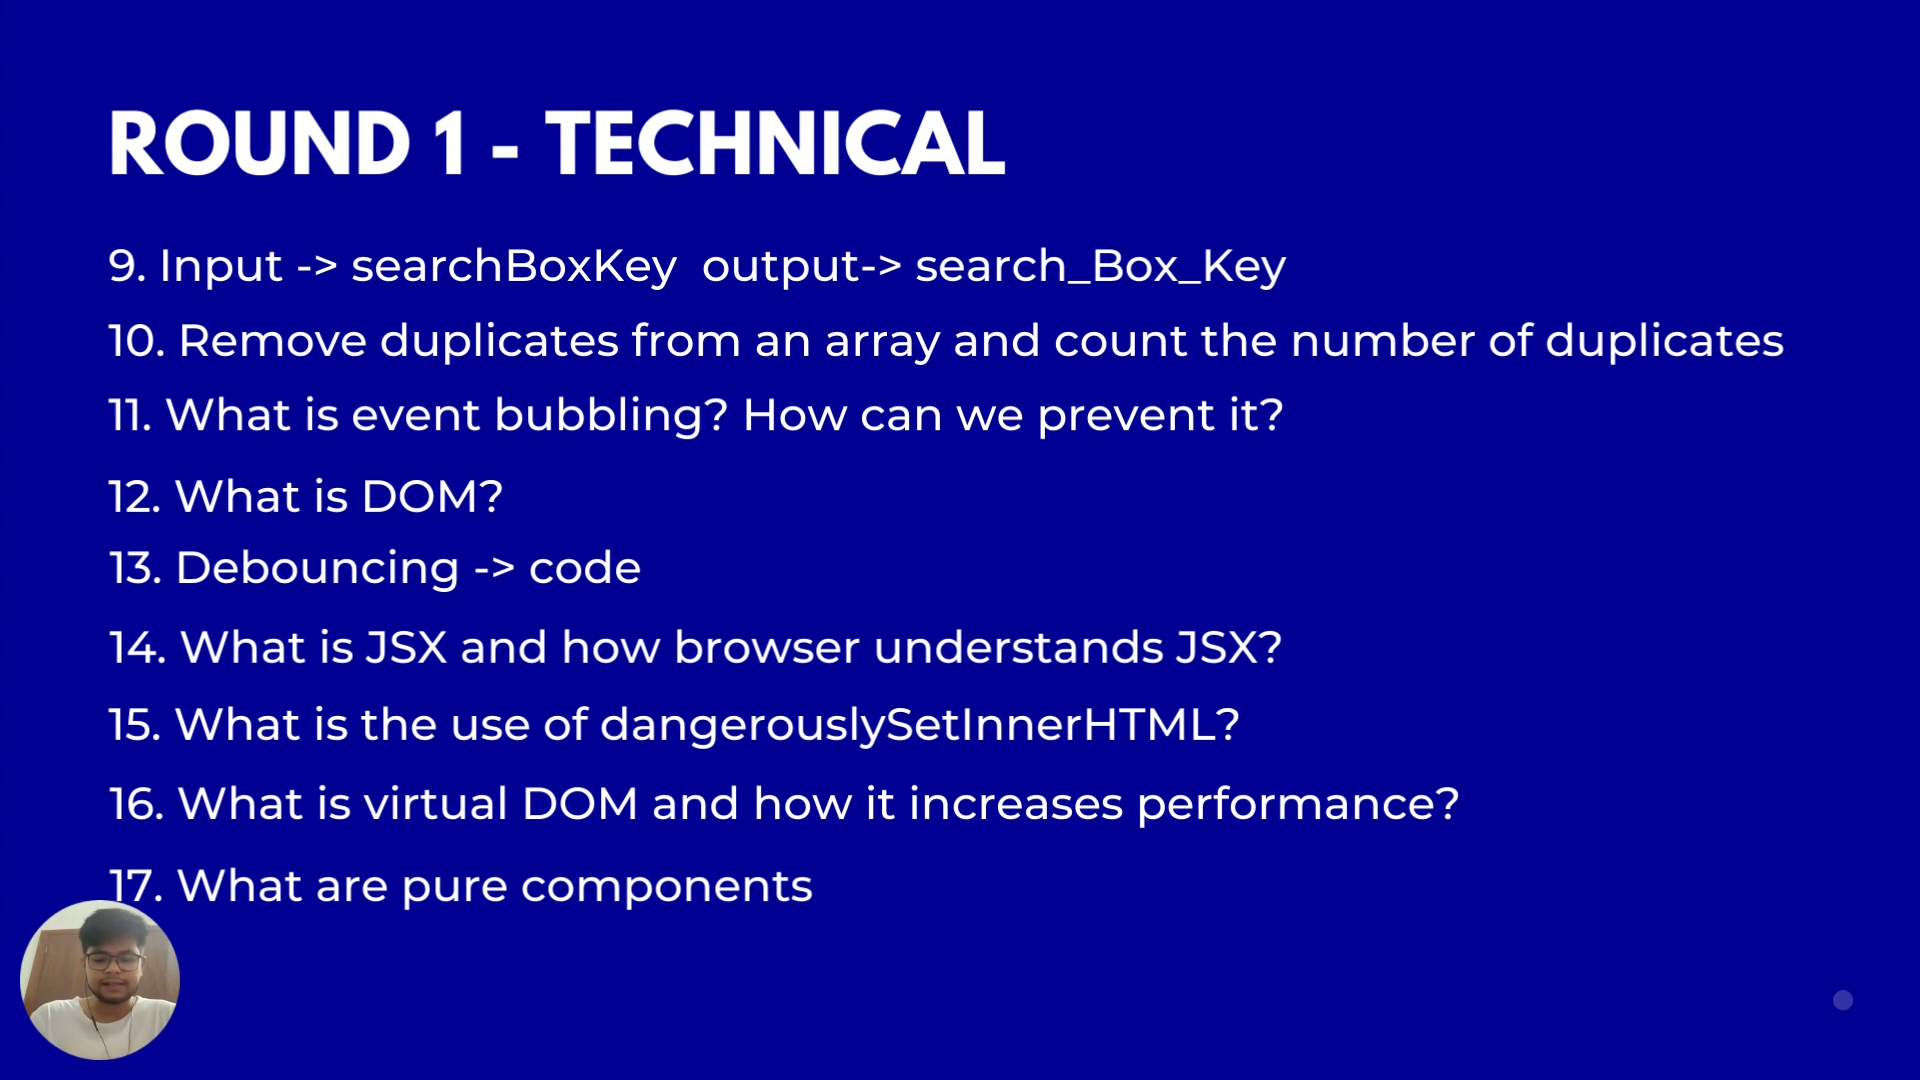 ROUND 1 - TECHNICAL
9. Input -> searchBoxKey  output-> search_Box_Key
10. Remove duplicates from an array and count the number of duplicates
11. What is event bubbling? How can we prevent it?
12. What is DOM?
13. Debouncing -> code
14. What is JSX and how browser understands JSX?
15. What is the use of dangerouslySetInnerHTML?
16. What is virtual DOM and how it increases performance?
17. What are pure components